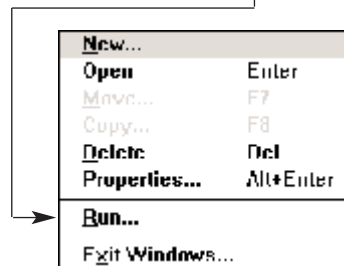 New...
Open Enter
Move... F7
Copy... F8
Delete Del
Properties... Alt+Enter
Run...
Exit Windows...